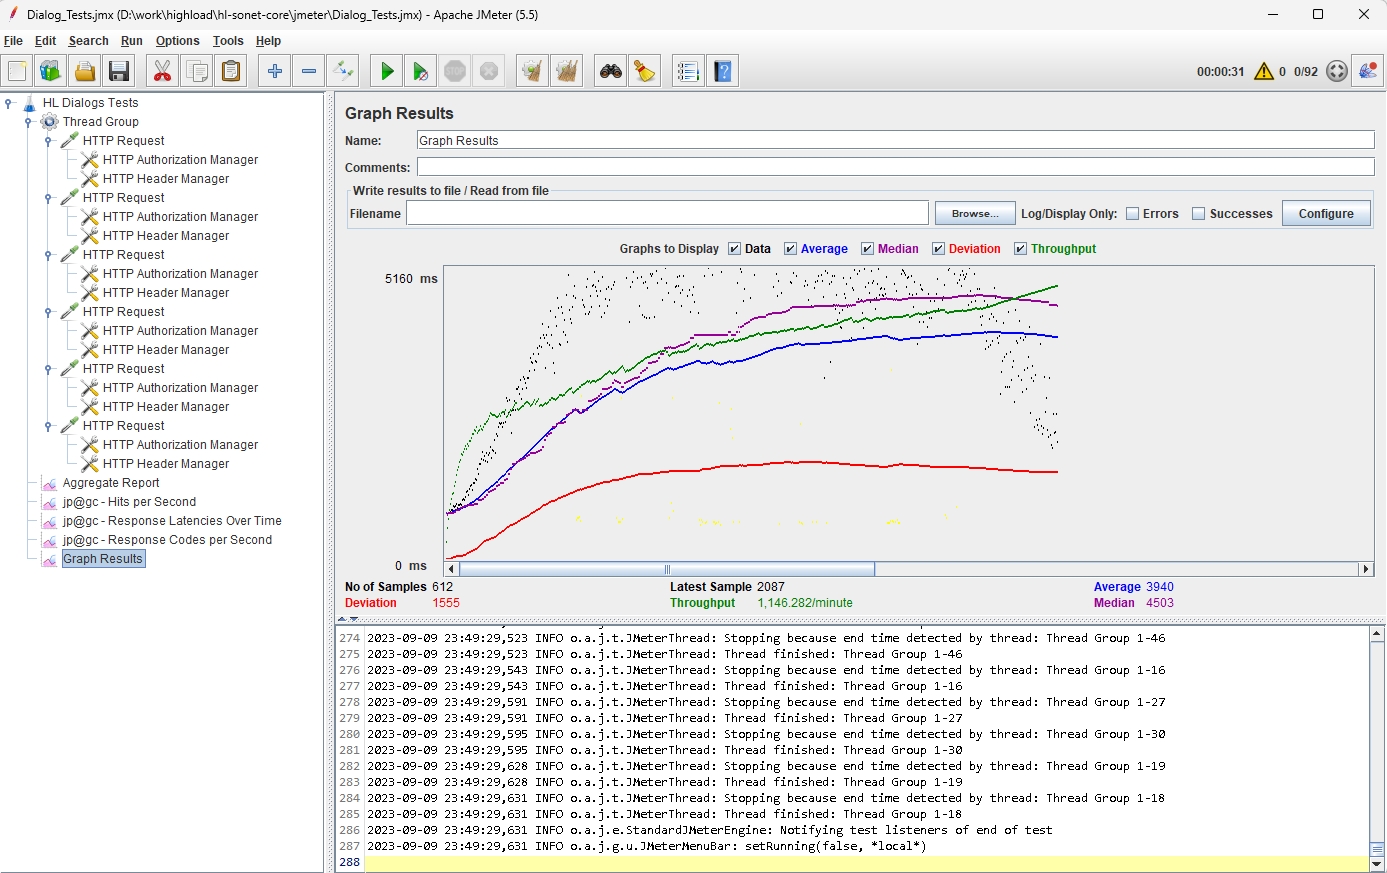 Dialog_Tests.jmx (D:\work\highload\hl-sonet-core\jmeter\Dialog_Tests.jmx) - Apache JMeter (5.5)
File Edit Search Run Options Tools Help
00:00:31 0 0/92
HL Dialogs Tests
Thread Group
HTTP Request
HTTP Authorization Manager
HTTP Header Manager
HTTP Request
HTTP Authorization Manager
HTTP Header Manager
HTTP Request
HTTP Authorization Manager
HTTP Header Manager
HTTP Request
HTTP Authorization Manager
HTTP Header Manager
HTTP Request
HTTP Authorization Manager
HTTP Header Manager
HTTP Request
HTTP Authorization Manager
HTTP Header Manager
Aggregate Report
jp@gc - Hits per Second
jp@gc - Response Latencies Over Time
jp@gc - Response Codes per Second
Graph Results
Graph Results
Name: Graph Results
Comments:
Write results to file / Read from file
Filename Browse... Log/Display Only: Errors Successes Configure
Graphs to Display Data Average Median Deviation Throughput
5160 ms
0 ms
No of Samples 612 Latest Sample 2087 Average 3940
Deviation 1555 Throughput 1,146.282/minute Median 4503
274 2023-09-09 23:49:29,523 INFO o.a.j.t.JMeterThread: Stopping because end time detected by thread: Thread Group 1-46
275 2023-09-09 23:49:29,523 INFO o.a.j.t.JMeterThread: Thread finished: Thread Group 1-46
276 2023-09-09 23:49:29,543 INFO o.a.j.t.JMeterThread: Stopping because end time detected by thread: Thread Group 1-16
277 2023-09-09 23:49:29,543 INFO o.a.j.t.JMeterThread: Thread finished: Thread Group 1-16
278 2023-09-09 23:49:29,591 INFO o.a.j.t.JMeterThread: Stopping because end time detected by thread: Thread Group 1-27
279 2023-09-09 23:49:29,591 INFO o.a.j.t.JMeterThread: Thread finished: Thread Group 1-27
280 2023-09-09 23:49:29,595 INFO o.a.j.t.JMeterThread: Stopping because end time detected by thread: Thread Group 1-30
281 2023-09-09 23:49:29,595 INFO o.a.j.t.JMeterThread: Thread finished: Thread Group 1-30
282 2023-09-09 23:49:29,628 INFO o.a.j.t.JMeterThread: Stopping because end time detected by thread: Thread Group 1-19
283 2023-09-09 23:49:29,628 INFO o.a.j.t.JMeterThread: Thread finished: Thread Group 1-19
284 2023-09-09 23:49:29,631 INFO o.a.j.t.JMeterThread: Stopping because end time detected by thread: Thread Group 1-18
285 2023-09-09 23:49:29,631 INFO o.a.j.t.JMeterThread: Thread finished: Thread Group 1-18
286 2023-09-09 23:49:29,631 INFO o.a.j.e.StandardJMeterEngine: Notifying test listeners of end of test
287 2023-09-09 23:49:29,631 INFO o.a.j.g.u.JMeterMenuBar: setRunning(false, *local*)
288